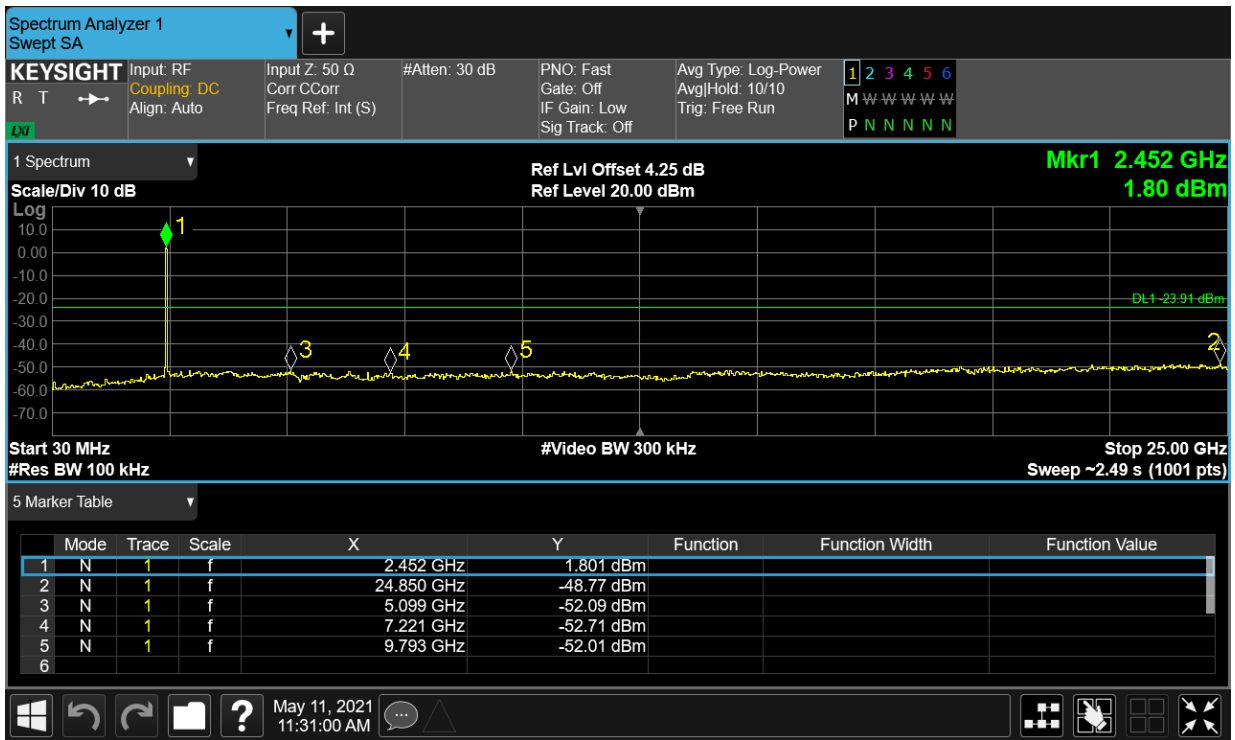 Spectrum Analyzer 1
Swept SA
+
KEYSIGHT
R T
LXI
Input: RF
Coupling: DC
Align: Auto
Input Z: 50 Ω
Corr CCorr
Freq Ref: Int (S)
#Atten: 30 dB
PNO: Fast
Gate: Off
IF Gain: Low
Sig Track: Off
Avg Type: Log-Power
Avg|Hold: 10/10
Trig: Free Run
1 2 3 4 5 6
M W W W W W
P N N N N N
1 Spectrum
Scale/Div 10 dB
Ref Lvl Offset 4.25 dB
Ref Level 20.00 dBm
Mkr1 2.452 GHz
1.80 dBm
Log
10.0
0.00
-10.0
-20.0
-30.0
-40.0
-50.0
-60.0
-70.0
1
DL1 -23.91 dBm
3
4
5
2
Start 30 MHz
#Video BW 300 kHz
Stop 25.00 GHz
#Res BW 100 kHz
Sweep ~2.49 s (1001 pts)
5 Marker Table
Mode Trace Scale X Y Function Function Width Function Value
1 N 1 f 2.452 GHz 1.801 dBm
2 N 1 f 24.850 GHz -48.77 dBm
3 N 1 f 5.099 GHz -52.09 dBm
4 N 1 f 7.221 GHz -52.71 dBm
5 N 1 f 9.793 GHz -52.01 dBm
6
?
May 11, 2021
11:31:00 AM